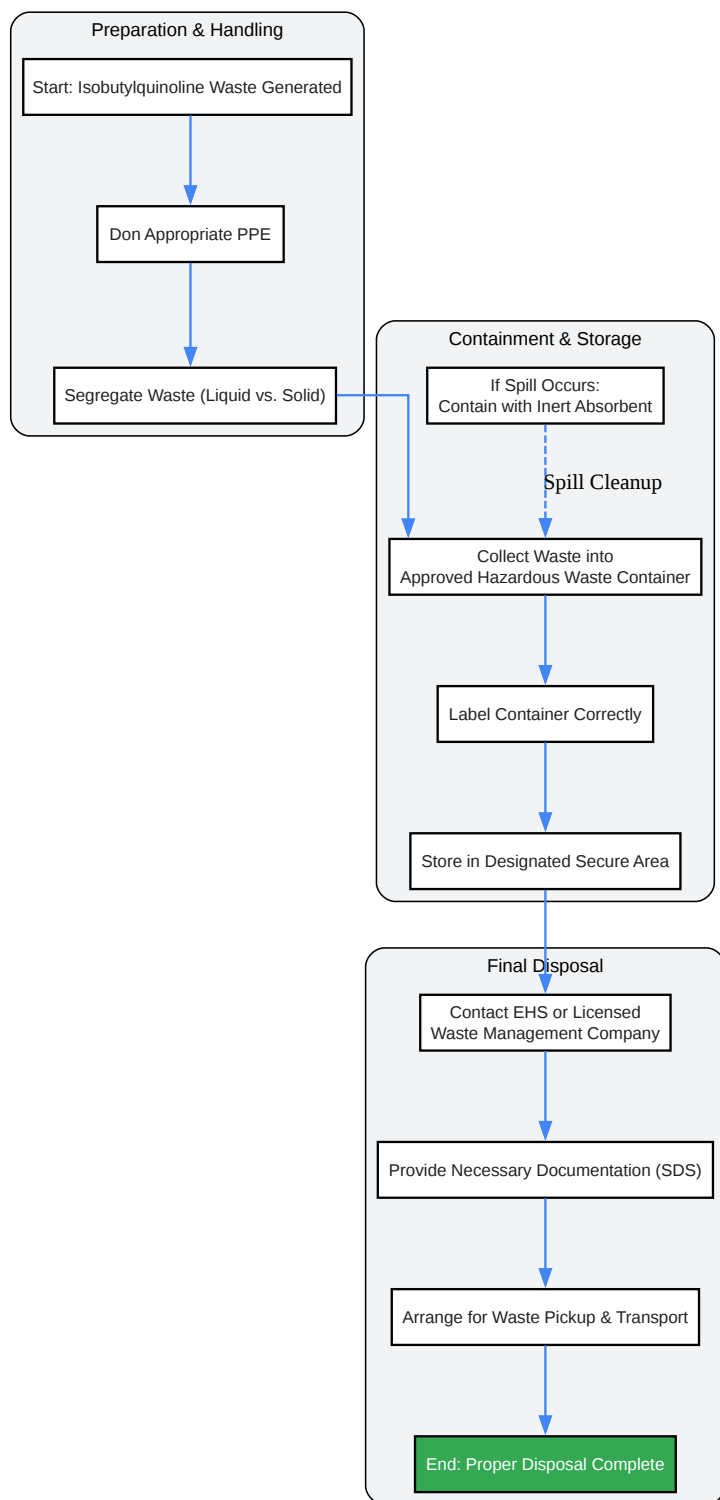 Preparation & Handling
Start: Isobutylquinoline Waste Generated
Don Appropriate PPE
Segregate Waste (Liquid vs. Solid)
Containment & Storage
If Spill Occurs:
Contain with Inert Absorbent
Spill Cleanup
Collect Waste into
Approved Hazardous Waste Container
Label Container Correctly
Store in Designated Secure Area
Final Disposal
Contact EHS or Licensed
Waste Management Company
Provide Necessary Documentation (SDS)
Arrange for Waste Pickup & Transport
End: Proper Disposal Complete